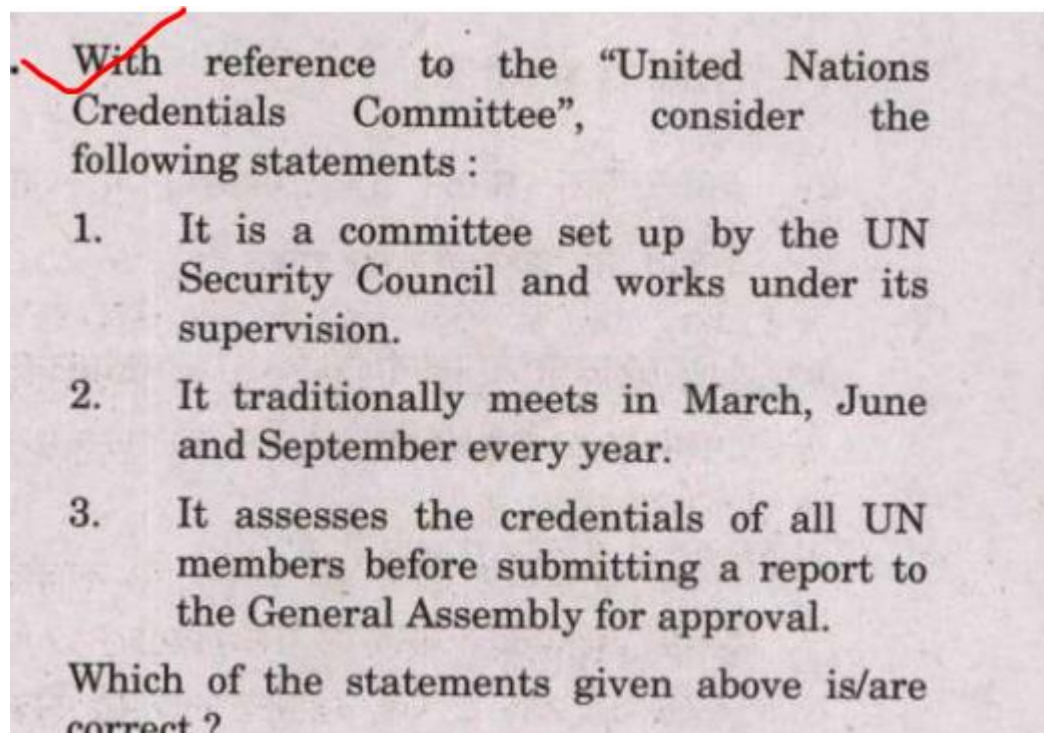 With reference to the “United Nations
Credentials Committee”, consider the
following statements :
1. It is a committee set up by the UN
Security Council and works under its
supervision.
2. It traditionally meets in March, June
and September every year.
3. It assesses the credentials of all UN
members before submitting a report to
the General Assembly for approval.
Which of the statements given above is/are
correct ?